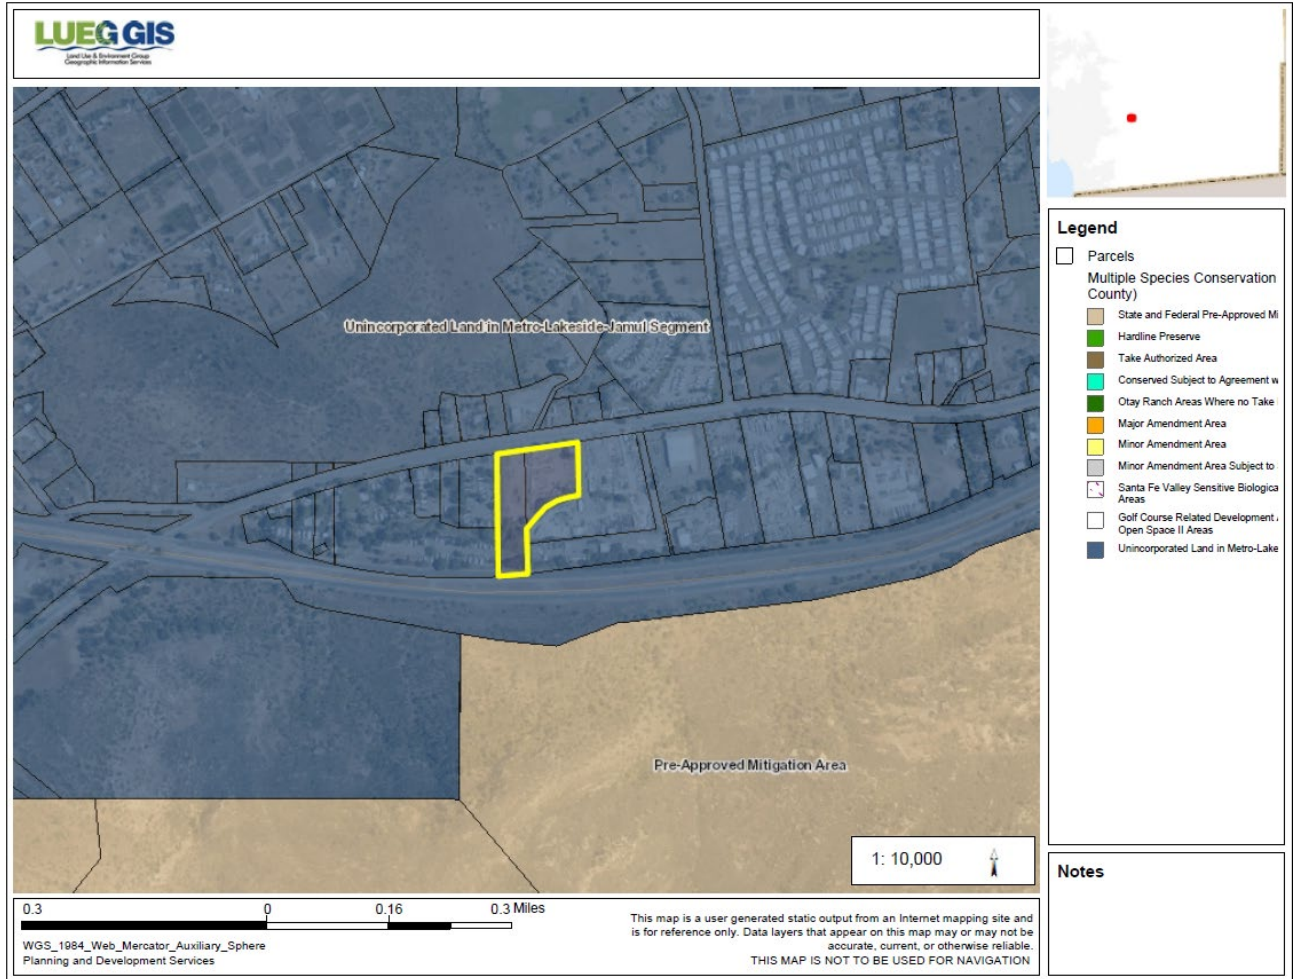 LUEG GIS
Land Use & Environment Group
Geographic Information Services
Unincorporated Land in Metro-Lakeside-Jamul Segment
Pre-Approved Mitigation Area
1: 10,000
Legend
Parcels
Multiple Species Conservation
County)
State and Federal Pre-Approved Mi
Hardline Preserve
Take Authorized Area
Conserved Subject to Agreement w
Otay Ranch Areas Where no Take
Major Amendment Area
Minor Amendment Area
Minor Amendment Area Subject to
Santa Fe Valley Sensitive Biologica
Areas
Golf Course Related Development
Open Space II Areas
Unincorporated Land in Metro-Lake
Notes
0.3 0 0.16 0.3 Miles
WGS_1984_Web_Mercator_Auxiliary_Sphere
Planning and Development Services
This map is a user generated static output from an Internet mapping site and
is for reference only. Data layers that appear on this map may or may not be
accurate, current, or otherwise reliable.
THIS MAP IS NOT TO BE USED FOR NAVIGATION